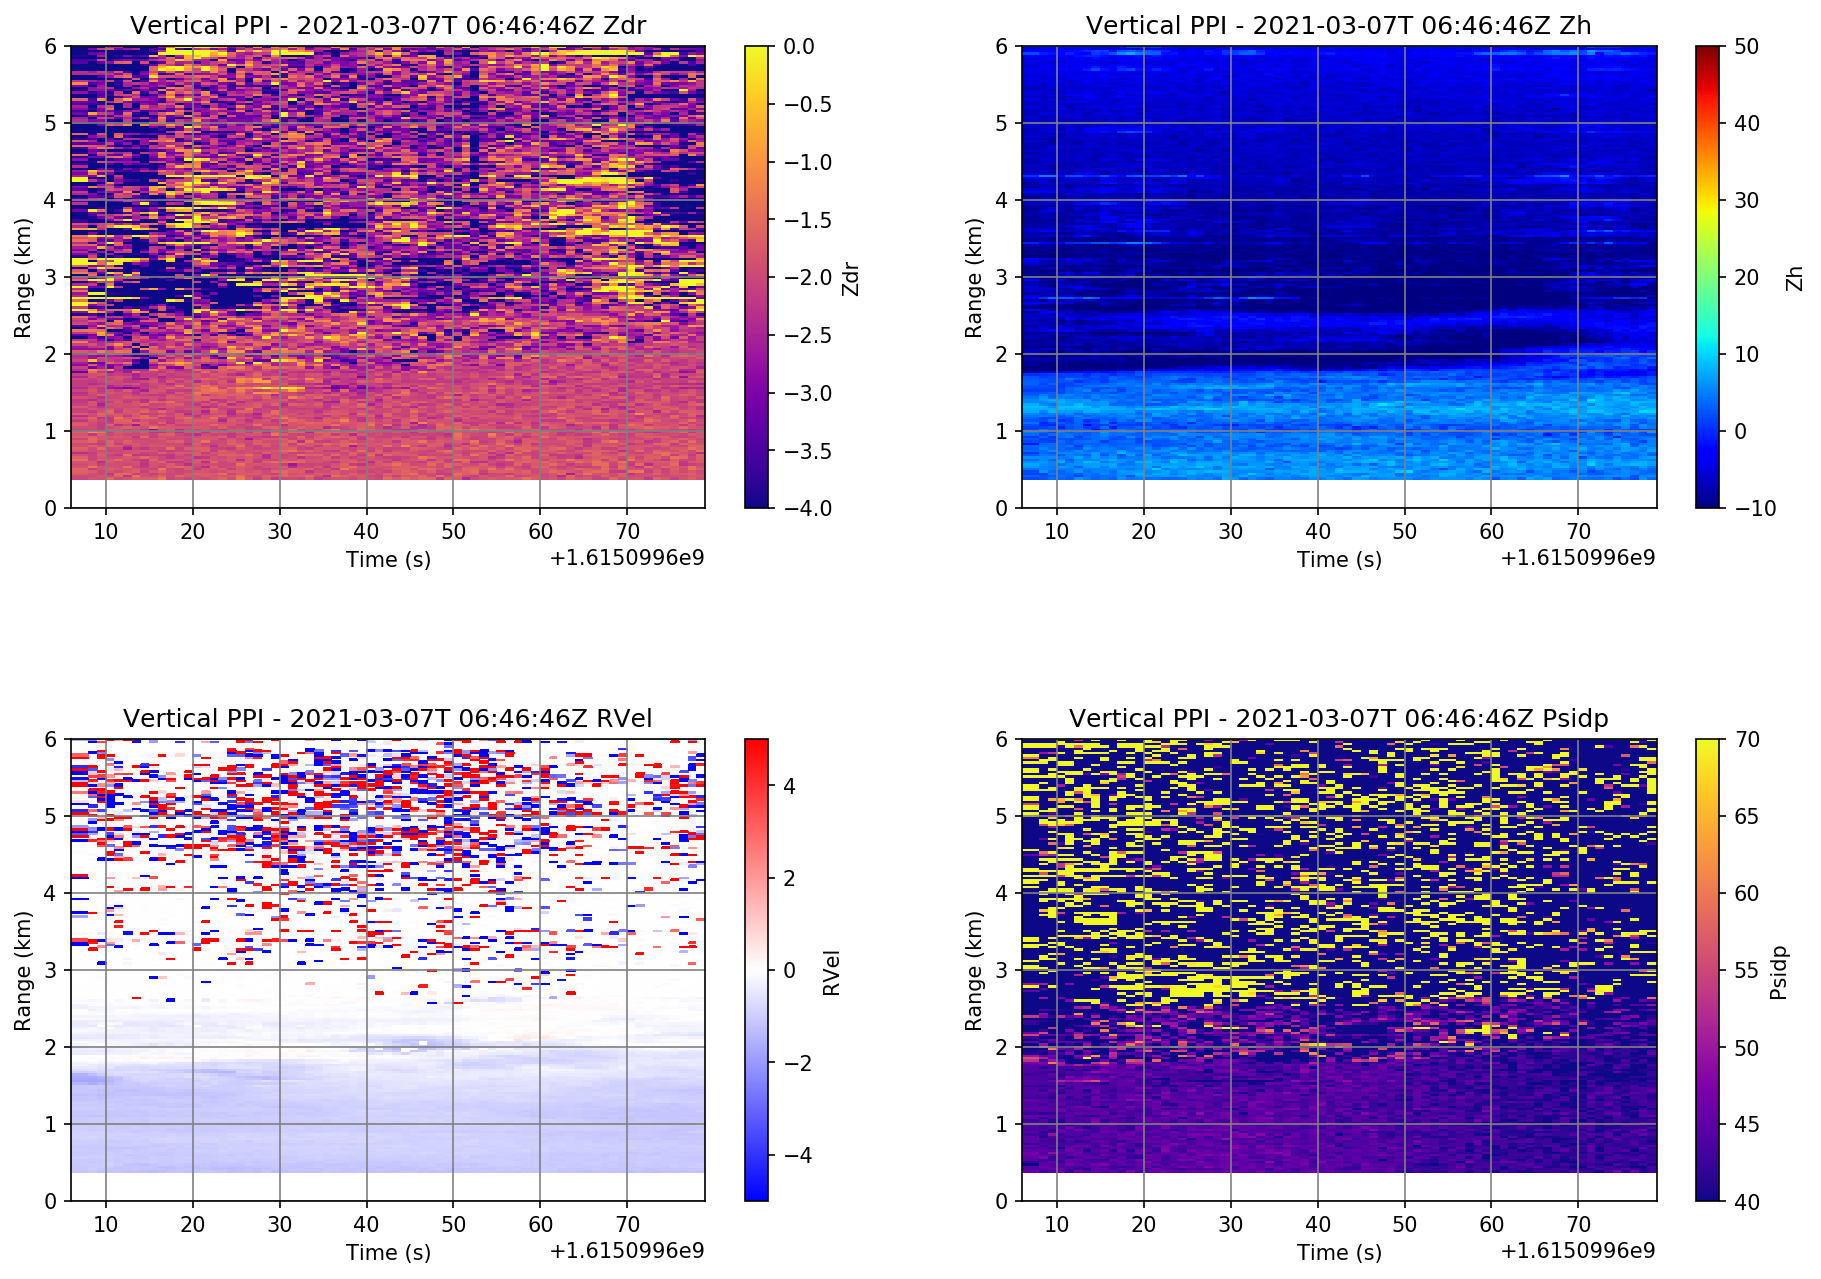 Vertical PPI - 2021-03-07T 06:46:46Z Zdr
6
5
4
3
2
1
0
Range (km)
10 20 30 40 50 60 70
Time (s)
+1.6150996e9
0.0
−0.5
−1.0
−1.5
−2.0
−2.5
−3.0
−3.5
−4.0
Zdr
Vertical PPI - 2021-03-07T 06:46:46Z Zh
6
5
4
3
2
1
0
Range (km)
10 20 30 40 50 60 70
Time (s)
+1.6150996e9
50
40
30
20
10
0
−10
Zh
Vertical PPI - 2021-03-07T 06:46:46Z RVel
6
5
4
3
2
1
0
Range (km)
10 20 30 40 50 60 70
Time (s)
+1.6150996e9
4
2
0
−2
−4
RVel
Vertical PPI - 2021-03-07T 06:46:46Z Psidp
6
5
4
3
2
1
0
Range (km)
10 20 30 40 50 60 70
Time (s)
+1.6150996e9
70
65
60
55
50
45
40
Psidp